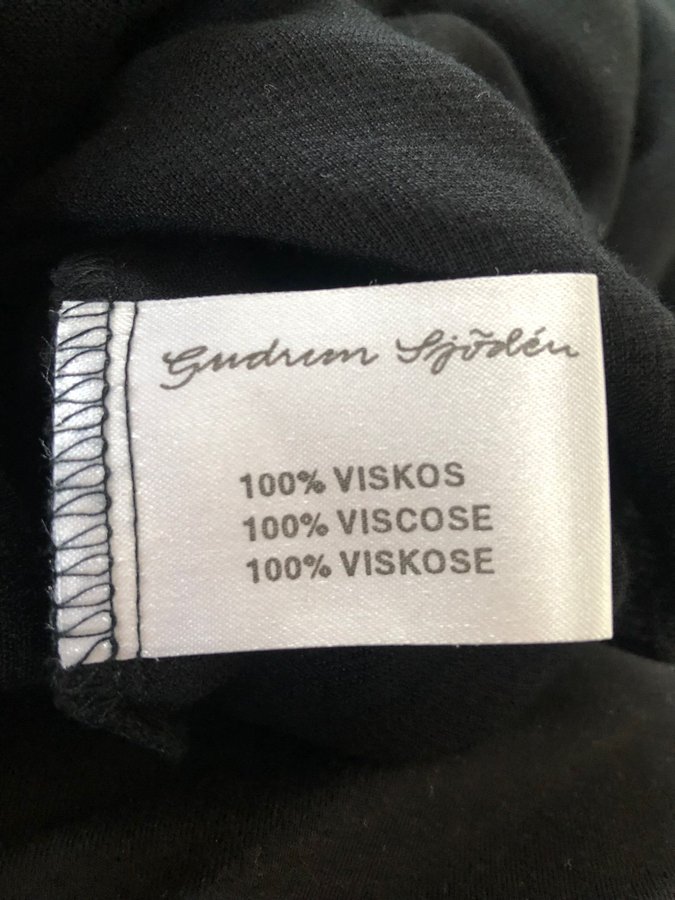 Gudrun Sjödén
100% VISKOS
100% VISCOSE
100% VISKOSE